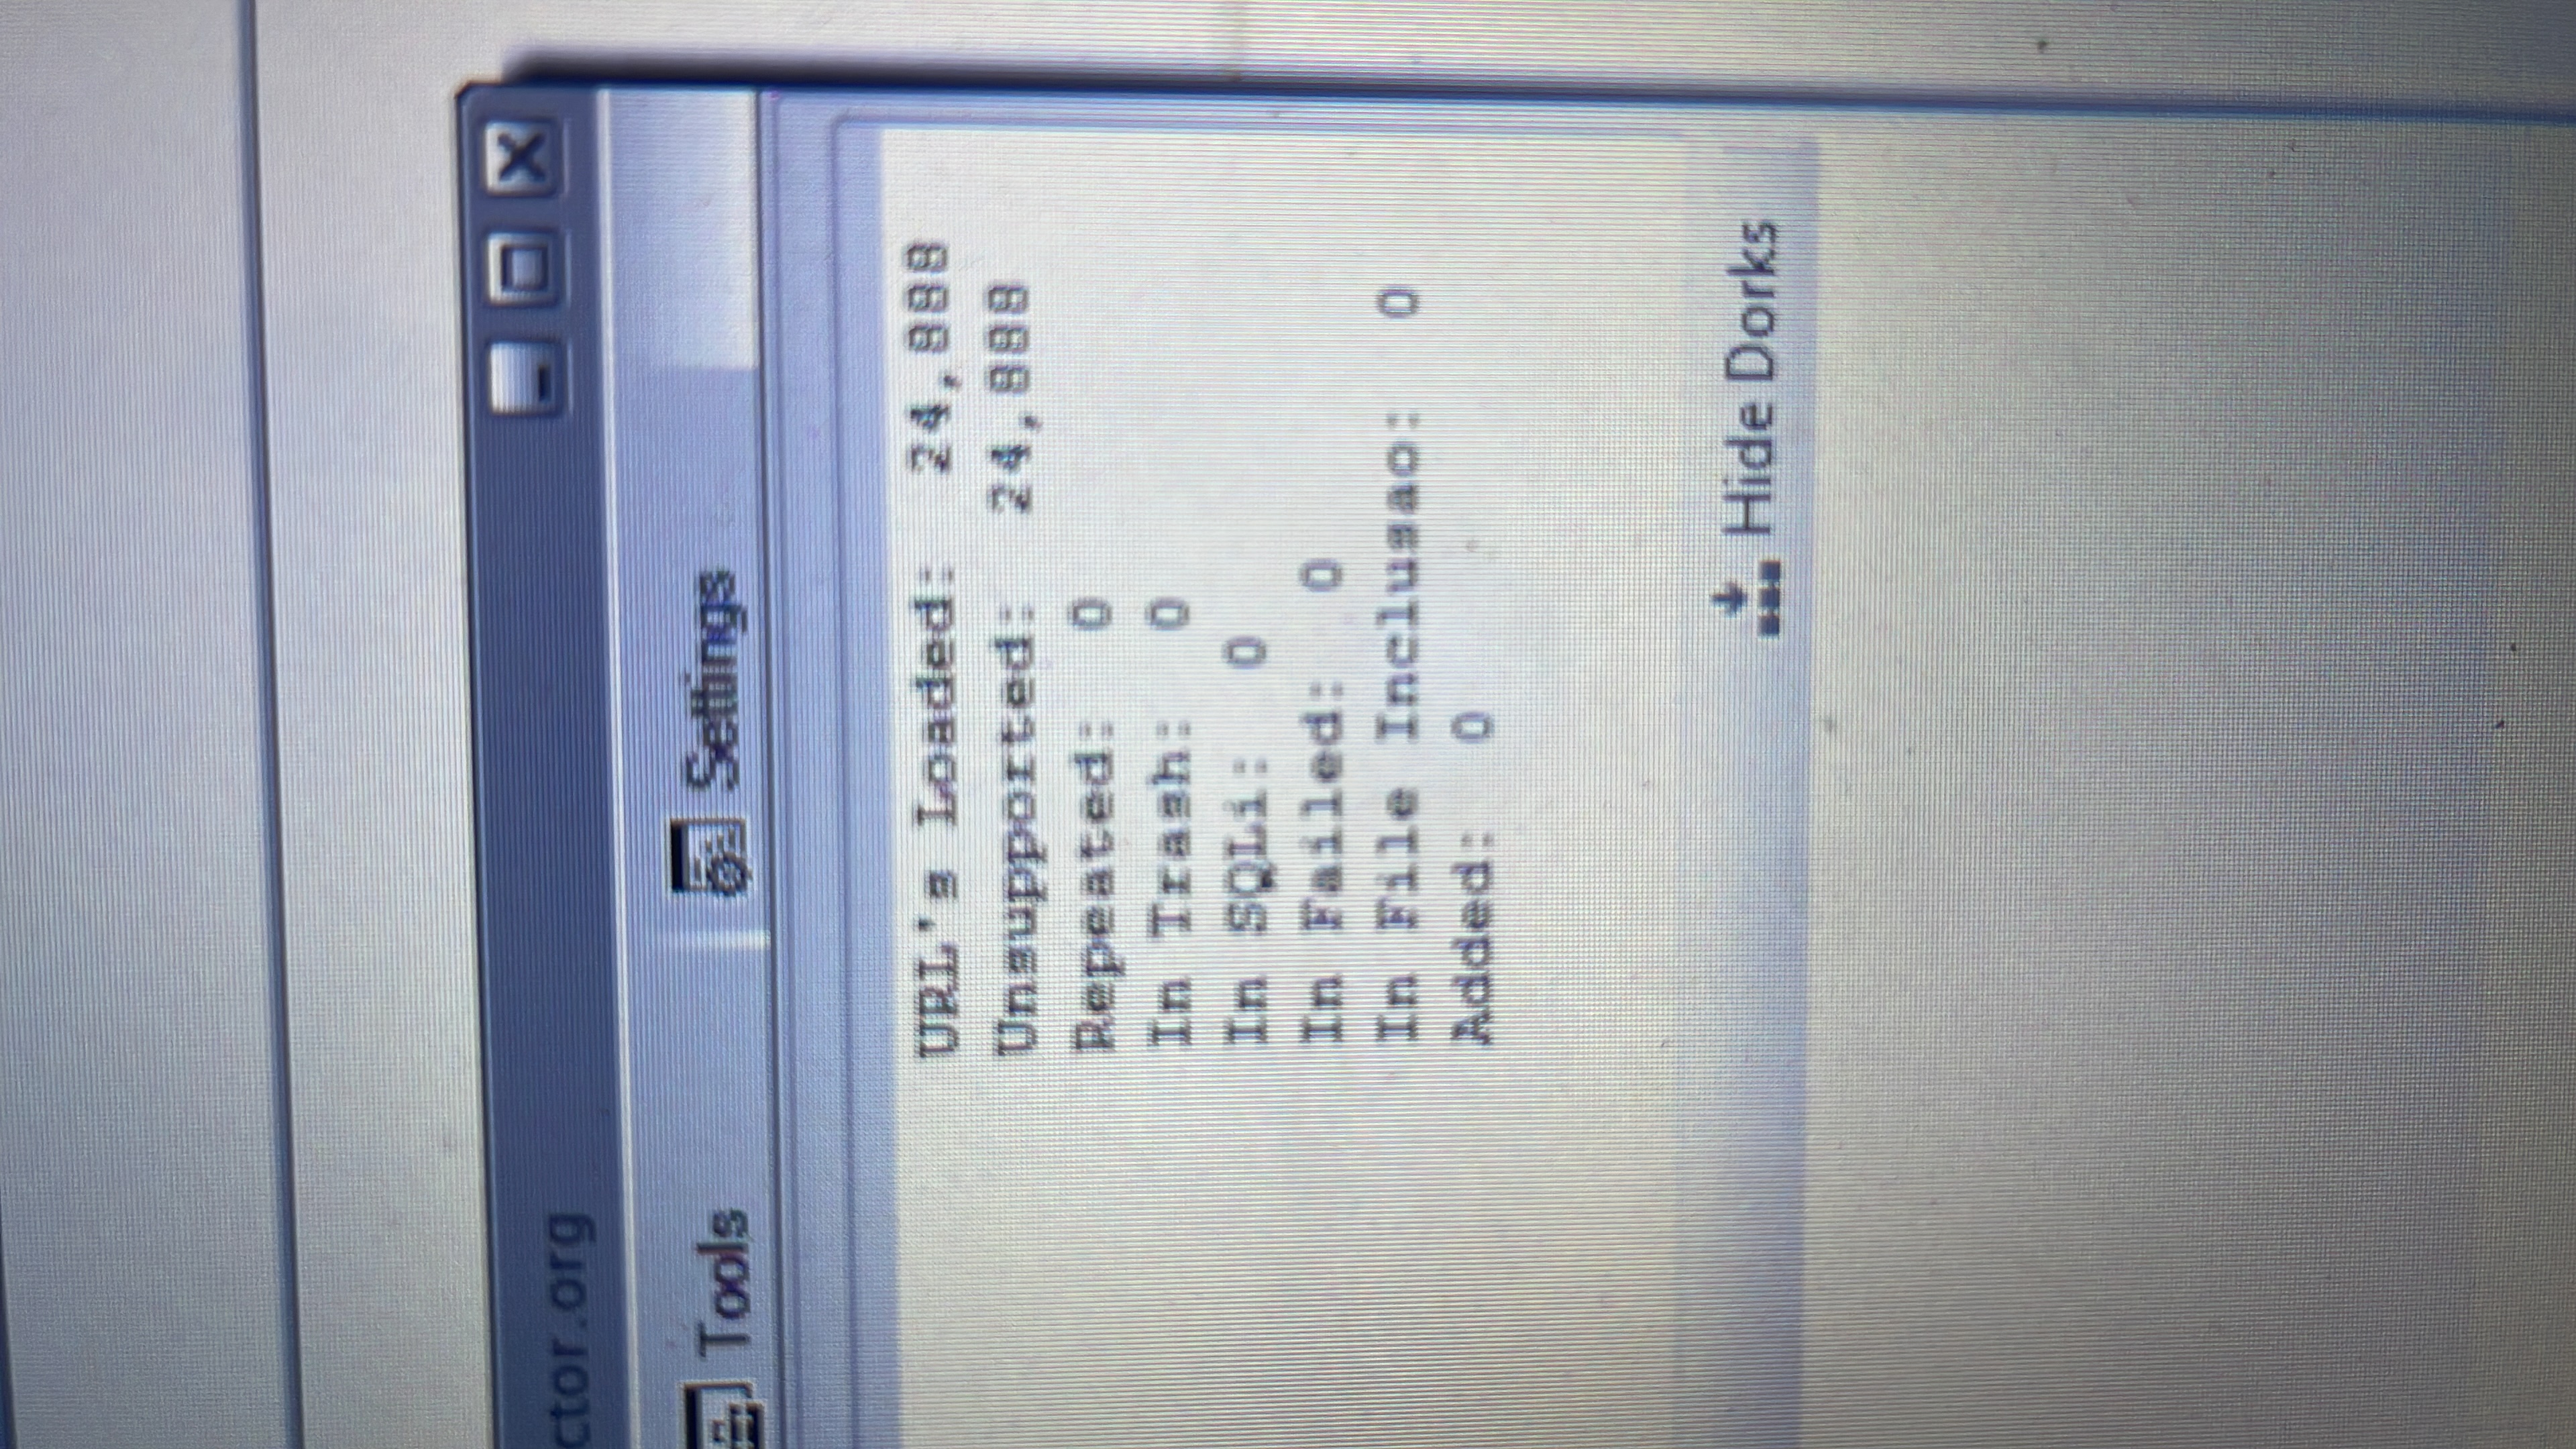 ctor.org
Tools
Settings
URL's Loaded: 24,888
Unsupported: 24,888
Repeated: 0
In Trash: 0
In SQLi: 0
In Failed: 0
In File Inclusao: 0
Added: 0
Hide Dorks